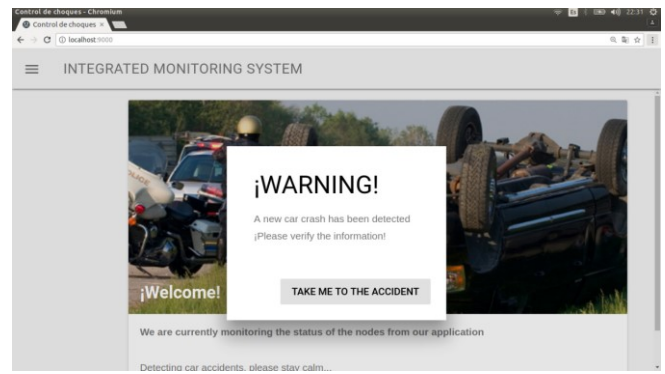 Control de choques - Chromium
22:31
Control de choques ×
localhost:9000
INTEGRATED MONITORING SYSTEM
¡WARNING!
A new car crash has been detected
¡Please verify the information!
TAKE ME TO THE ACCIDENT
¡Welcome!
We are currently monitoring the status of the nodes from our application
Detecting car accidents, please stay calm...